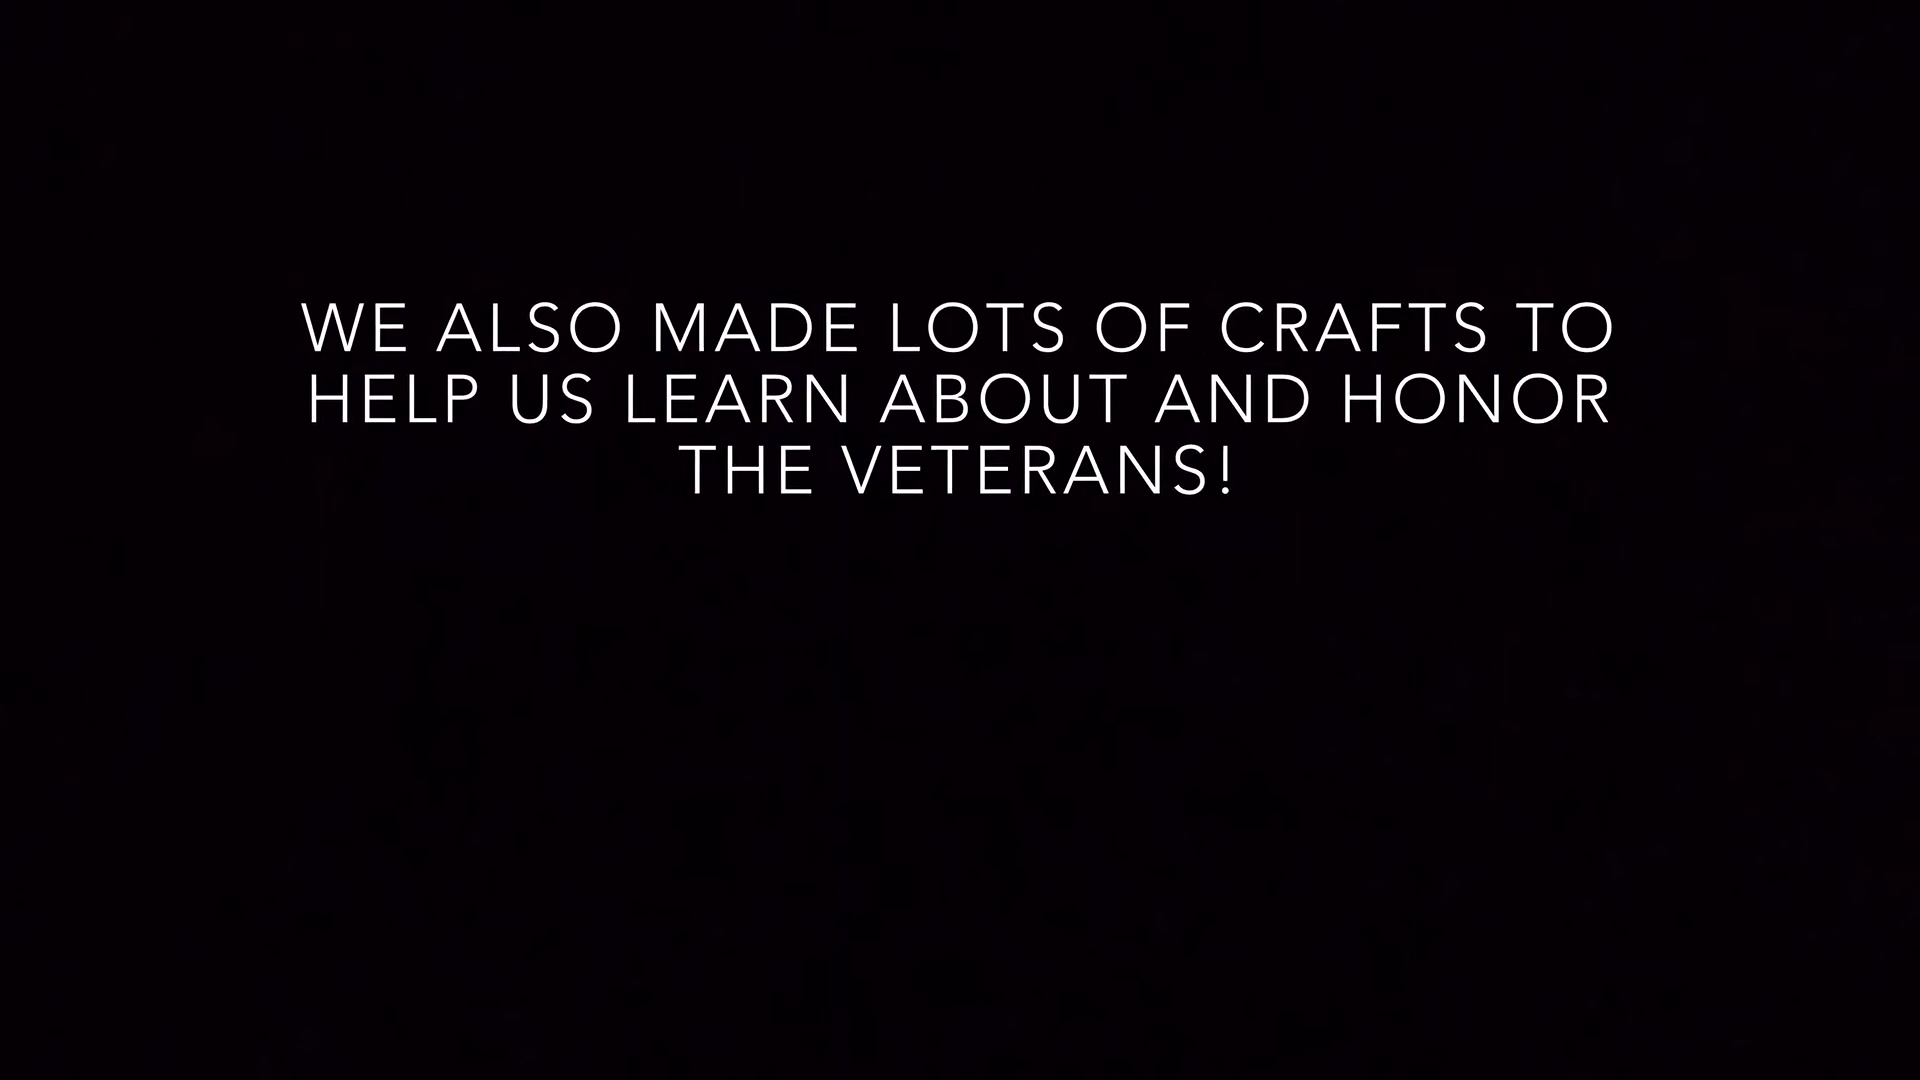 WE ALSO MADE LOTS OF CRAFTS TO
HELP US LEARN ABOUT AND HONOR
THE VETERANS!